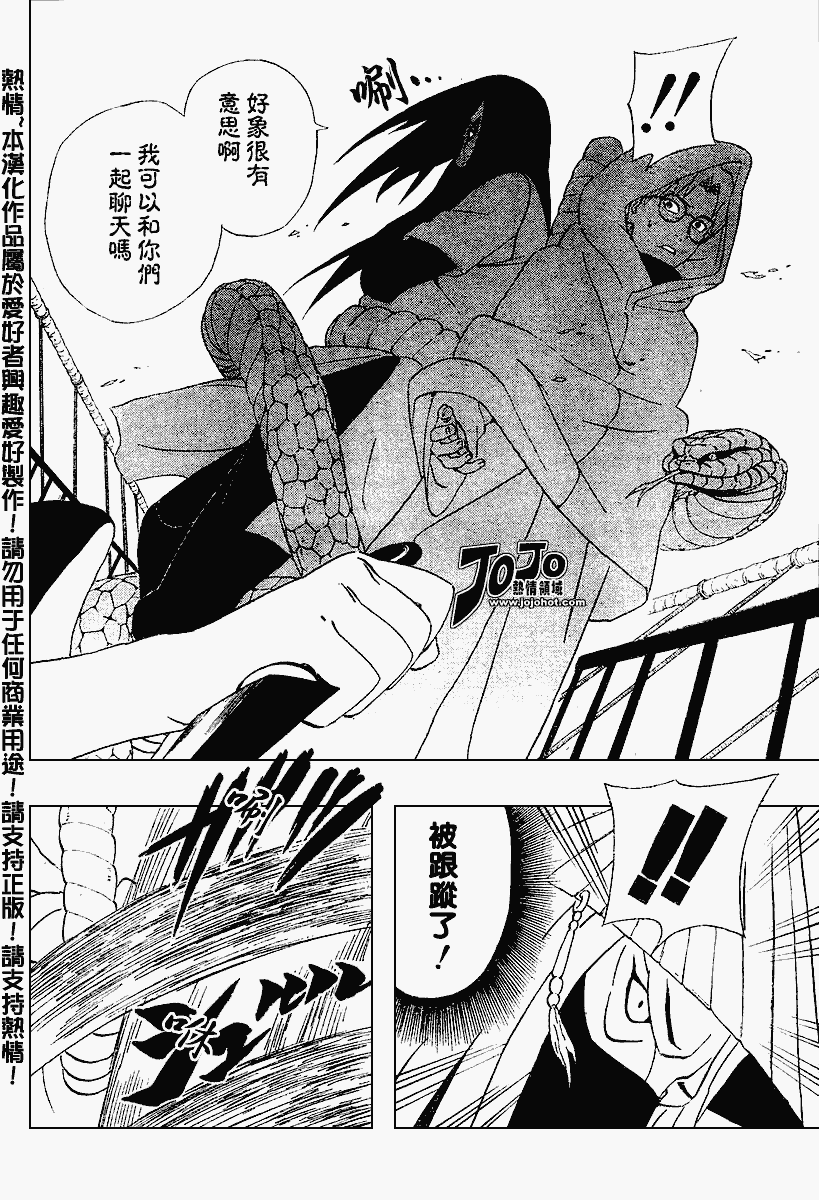 !!
唰…
好象很有
意思啊
我可以和你們
一起聊天嗎
JOJO
熱情領域
www.jojohot.com
!!
被跟蹤了!
唰
咻
熱情、本漢化作品屬於愛好者興趣愛好製作!請勿用于任何商業用途!請支持正版!請支持熱情!